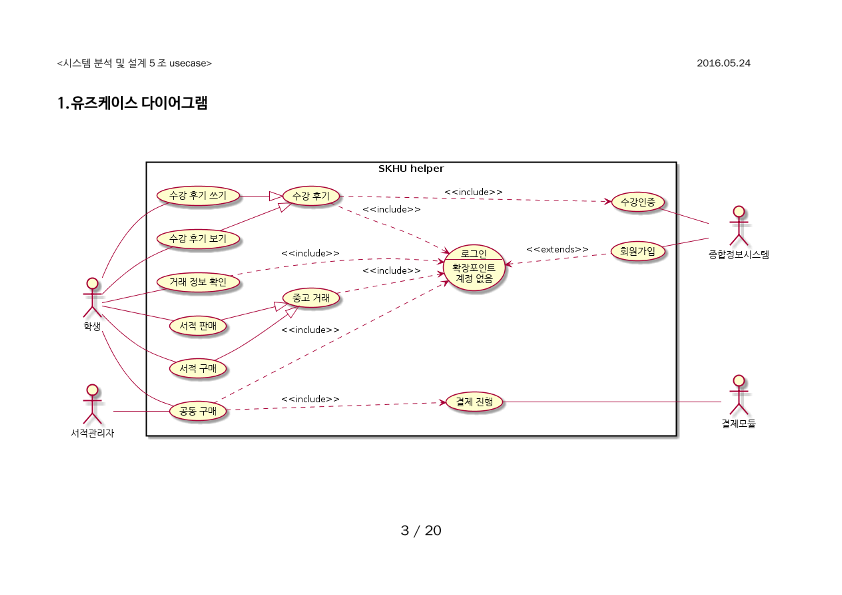 <시스템 분석 및 설계 5 조 usecase>
2016.05.24
1.유즈케이스 다이어그램
SKHU helper
수강 후기 쓰기
수강 후기
<<include>>
수강인증
<<include>>
수강 후기 보기
<<include>>
로그인
확장포인트
계정 없음
<<extends>>
회원가입
종합정보시스템
거래 정보 확인
<<include>>
중고 거래
학생
서적 판매
<<include>>
서적 구매
공동 구매
<<include>>
결제 진행
결제모듈
서적관리자
3 / 20